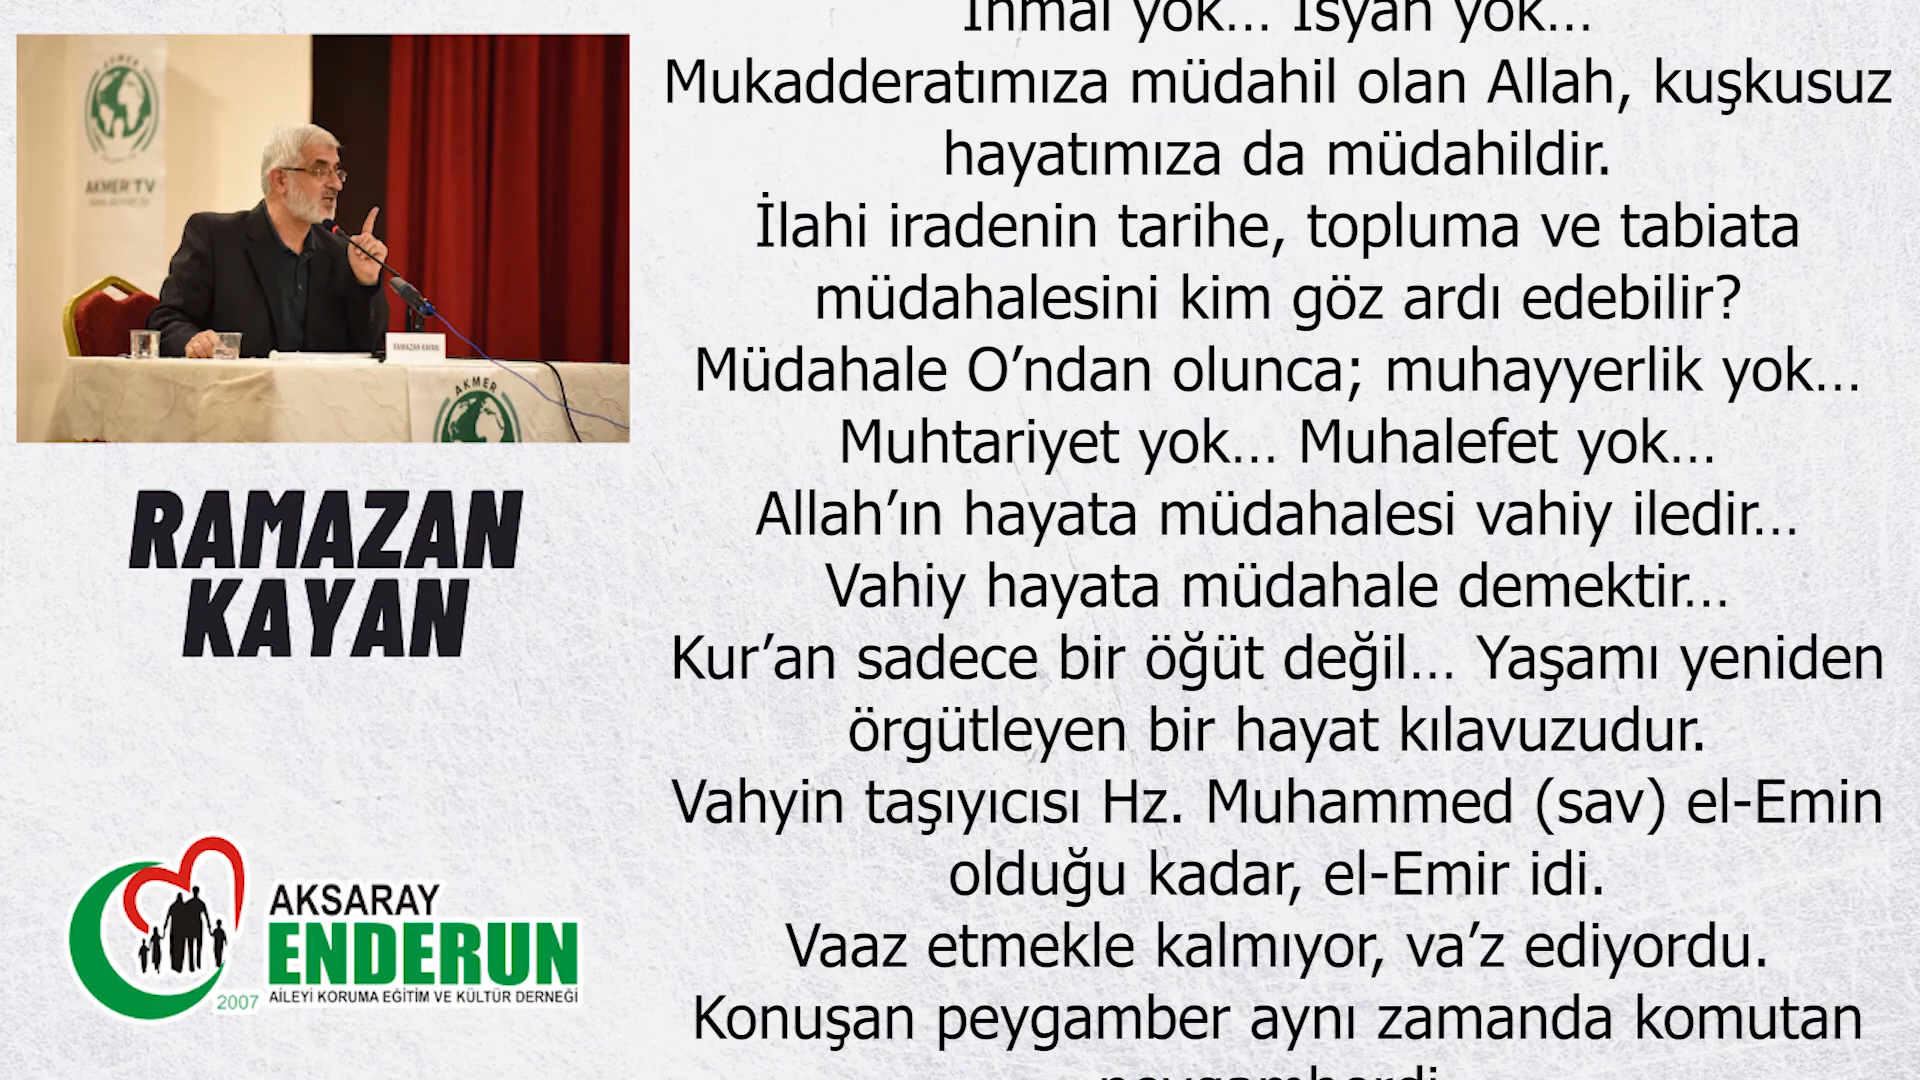 İhmal yok... İsyan yok...
Mukadderatımıza müdahil olan Allah, kuşkusuz
hayatımıza da müdahildir.
İlahi iradenin tarihe, topluma ve tabiata
müdahalesini kim göz ardı edebilir?
Müdahale O’ndan olunca; muhayyerlik yok...
Muhtariyet yok... Muhalefet yok...
Allah’ın hayata müdahalesi vahiy iledir...
Vahiy hayata müdahale demektir...
Kur’an sadece bir öğüt değil... Yaşamı yeniden
örgütleyen bir hayat kılavuzudur.
Vahyin taşıyıcısı Hz. Muhammed (sav) el-Emin
olduğu kadar, el-Emir idi.
Vaaz etmekle kalmıyor, va’z ediyordu.
Konuşan peygamber aynı zamanda komutan
AKMER
AKMER TV
RAMAZAN KAYAN
AKMER
RAMAZAN
KAYAN
AKSARAY
ENDERUN
2007 AİLEYİ KORUMA EĞİTİM VE KÜLTÜR DERNEĞİ